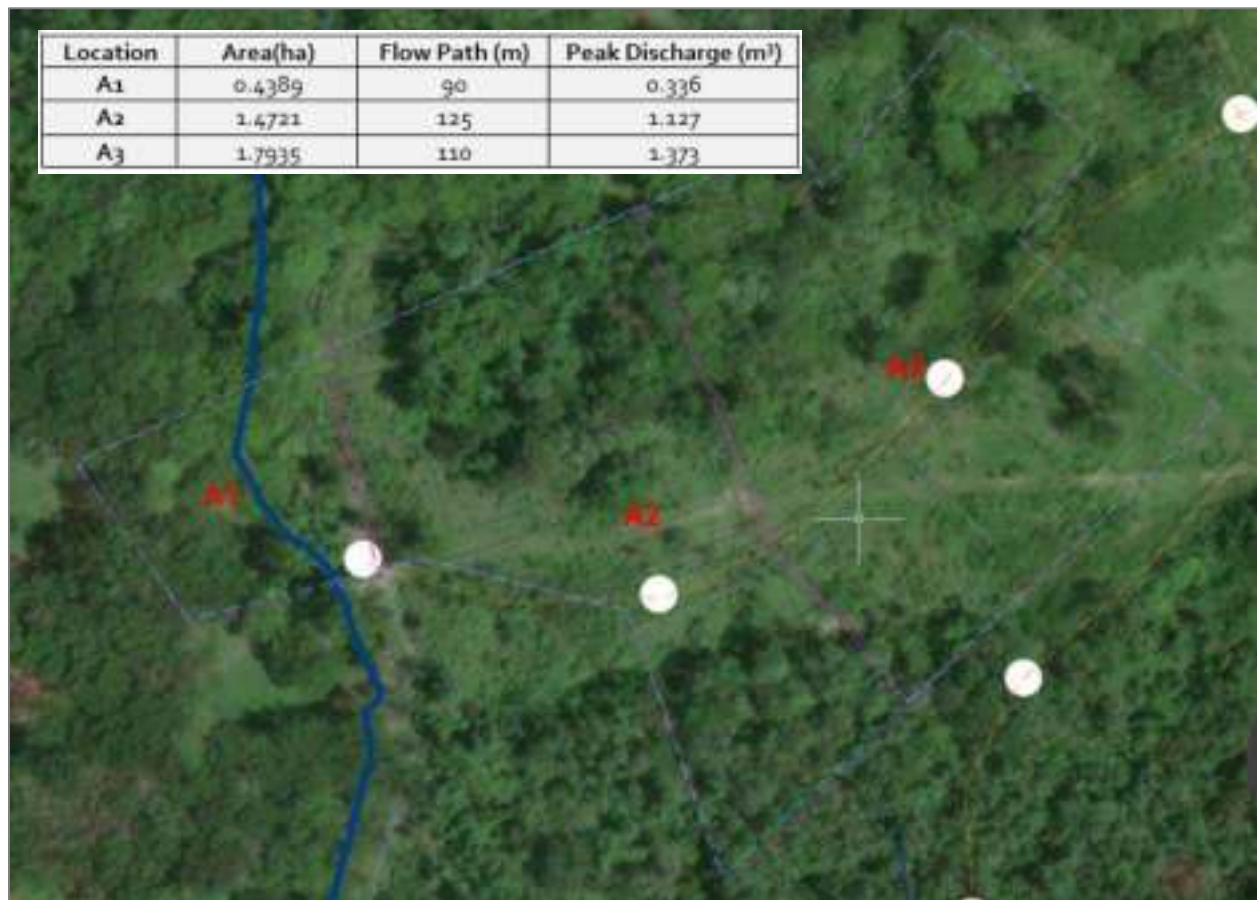 Location Area(ha) Flow Path (m) Peak Discharge (m³)
A1 0.4389 90 0.336
A2 1.4721 125 1.127
A3 1.7935 110 1.373
A3
A1
A2